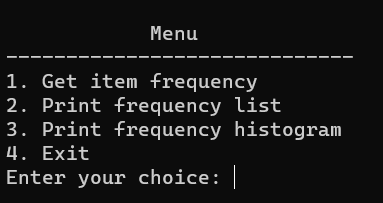 Menu
-----------------------------
1. Get item frequency
2. Print frequency list
3. Print frequency histogram
4. Exit
Enter your choice: